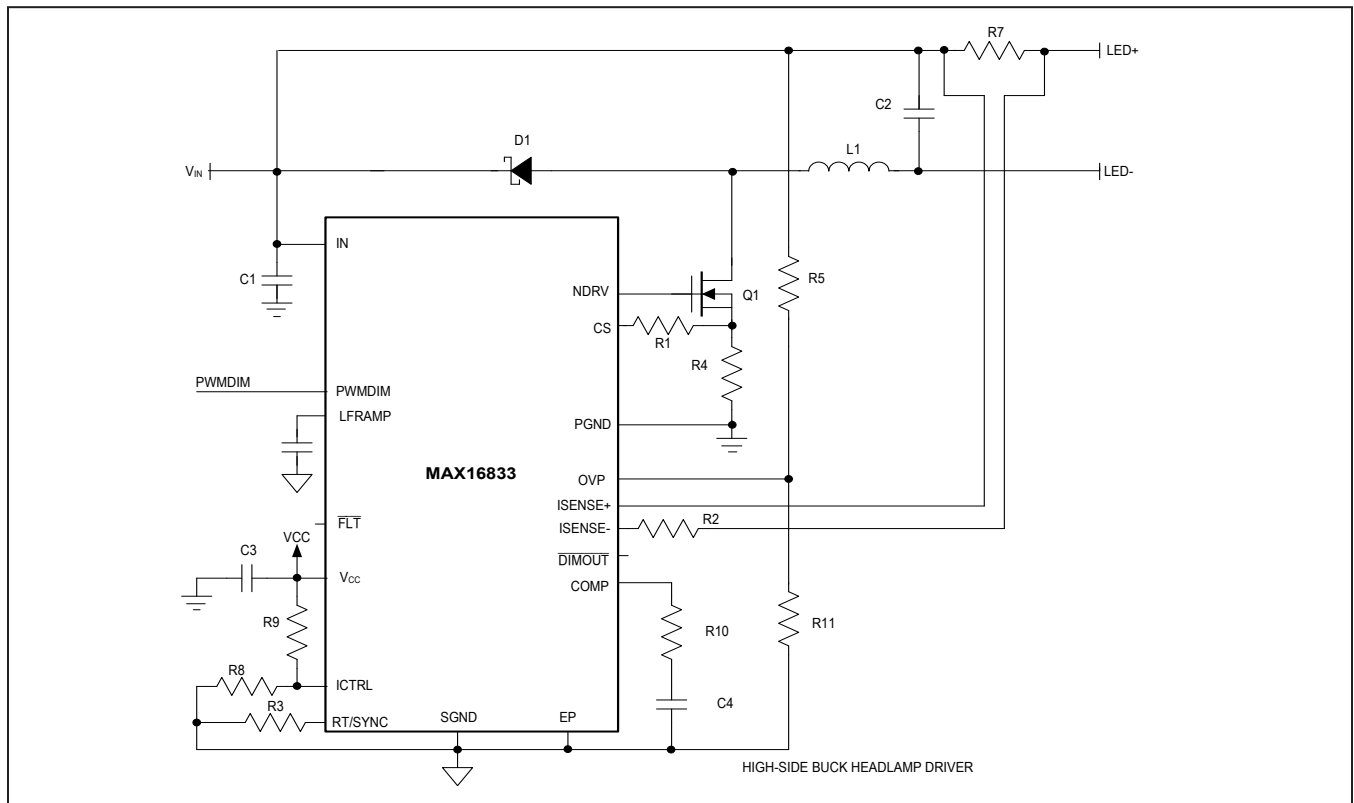 R7
LED+
C2
D1
L1
VIN
LED-
IN
C1
R5
NDRV
Q1
CS
R1
R4
PWMDIM
PWMDIM
LFRAMP
PGND
MAX16833
OVP
ISENSE+
ISENSE-
R2
FLT
VCC
DIMOUT
C3
VCC
COMP
R9
R10
R11
R8
ICTRL
C4
R3
RT/SYNC
SGND
EP
HIGH-SIDE BUCK HEADLAMP DRIVER